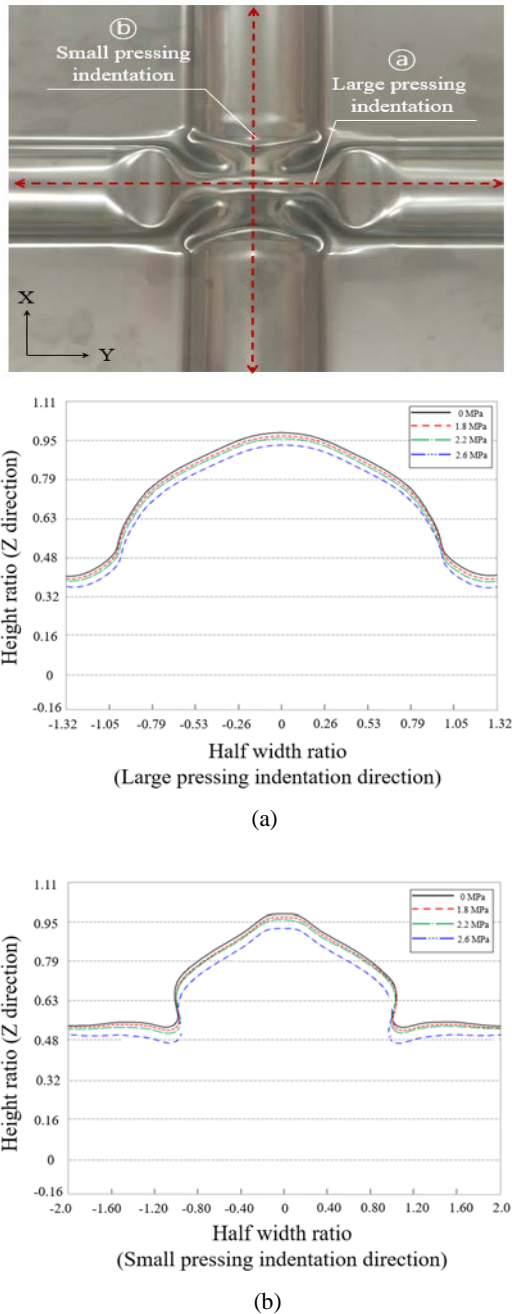 ⓑ
Small pressing
indentation
ⓐ
Large pressing
indentation
X
Y
1.11
0.95
0.79
0.63
0.48
0.32
0.16
0
-0.16
Height ratio (Z direction)
0 MPa
1.8 MPa
2.2 MPa
2.6 MPa
-1.32 -1.05 -0.79 -0.53 -0.26 0 0.26 0.53 0.79 1.05 1.32
Half width ratio
(Large pressing indentation direction)
(a)
1.11
0.95
0.79
0.63
0.48
0.32
0.16
0
-0.16
Height ratio (Z direction)
0 MPa
1.8 MPa
2.2 MPa
2.6 MPa
-2.0 -1.60 -1.20 -0.80 -0.40 0 0.40 0.80 1.20 1.60 2.0
Half width ratio
(Small pressing indentation direction)
(b)